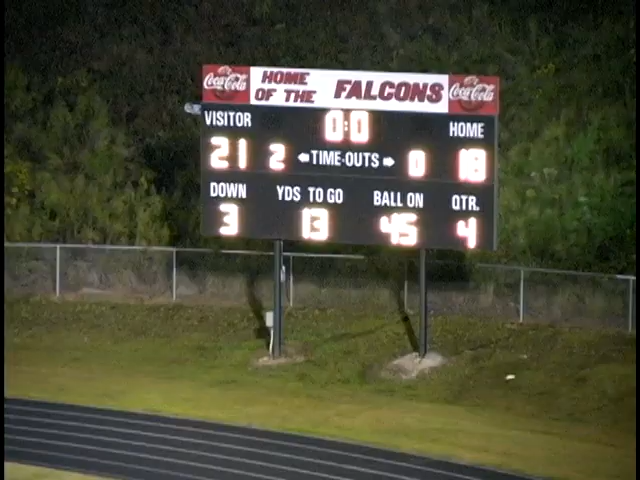 Coca-Cola HOME OF THE FALCONS Coca-Cola
VISITOR 0:0 HOME
21 2 TIME-OUTS 0 18
DOWN YDS TO GO BALL ON QTR.
3 13 45 4